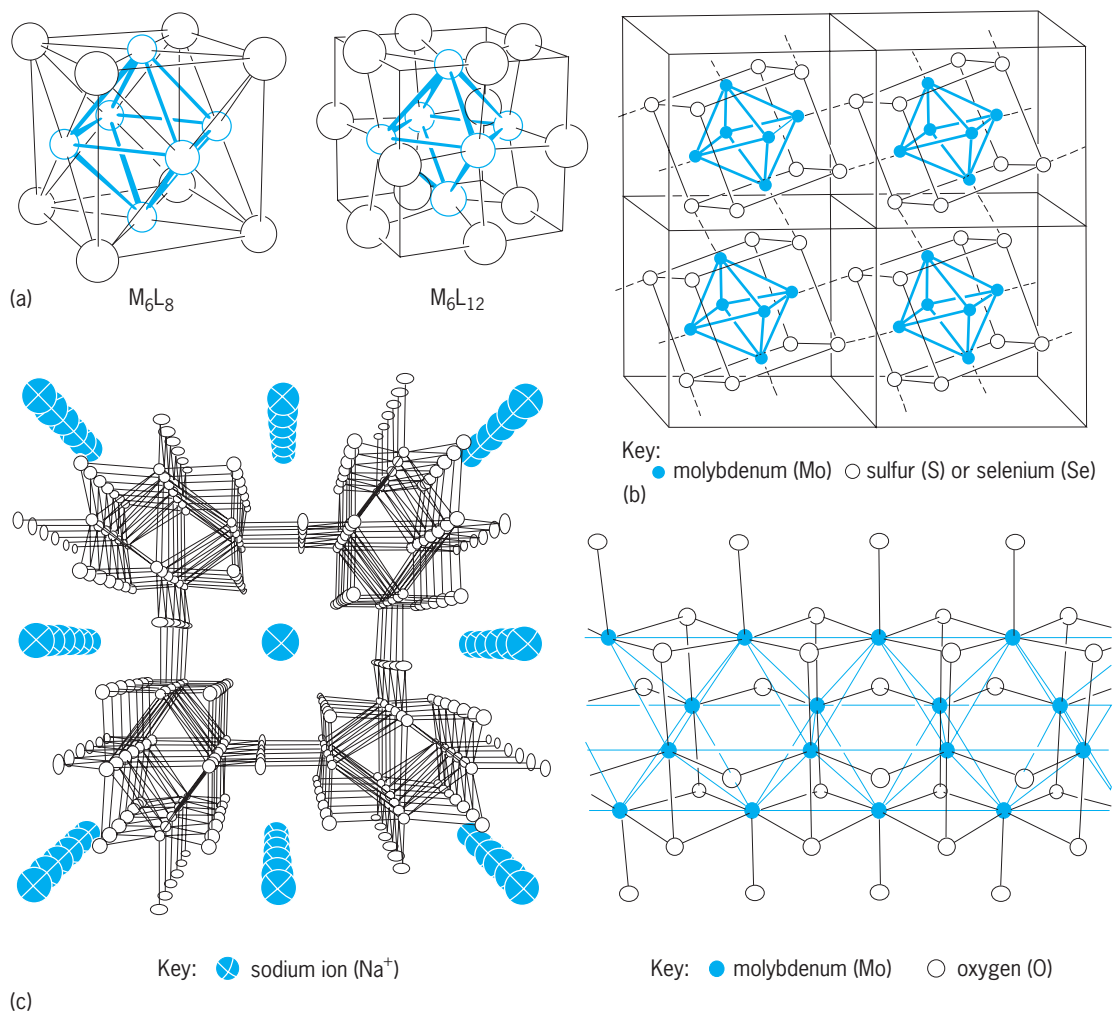 (a)
M₆L₈
M₆L₁₂
Key:
molybdenum (Mo) sulfur (S) or selenium (Se)
(b)
Key: sodium ion (Na⁺)
Key: molybdenum (Mo) oxygen (O)
(c)